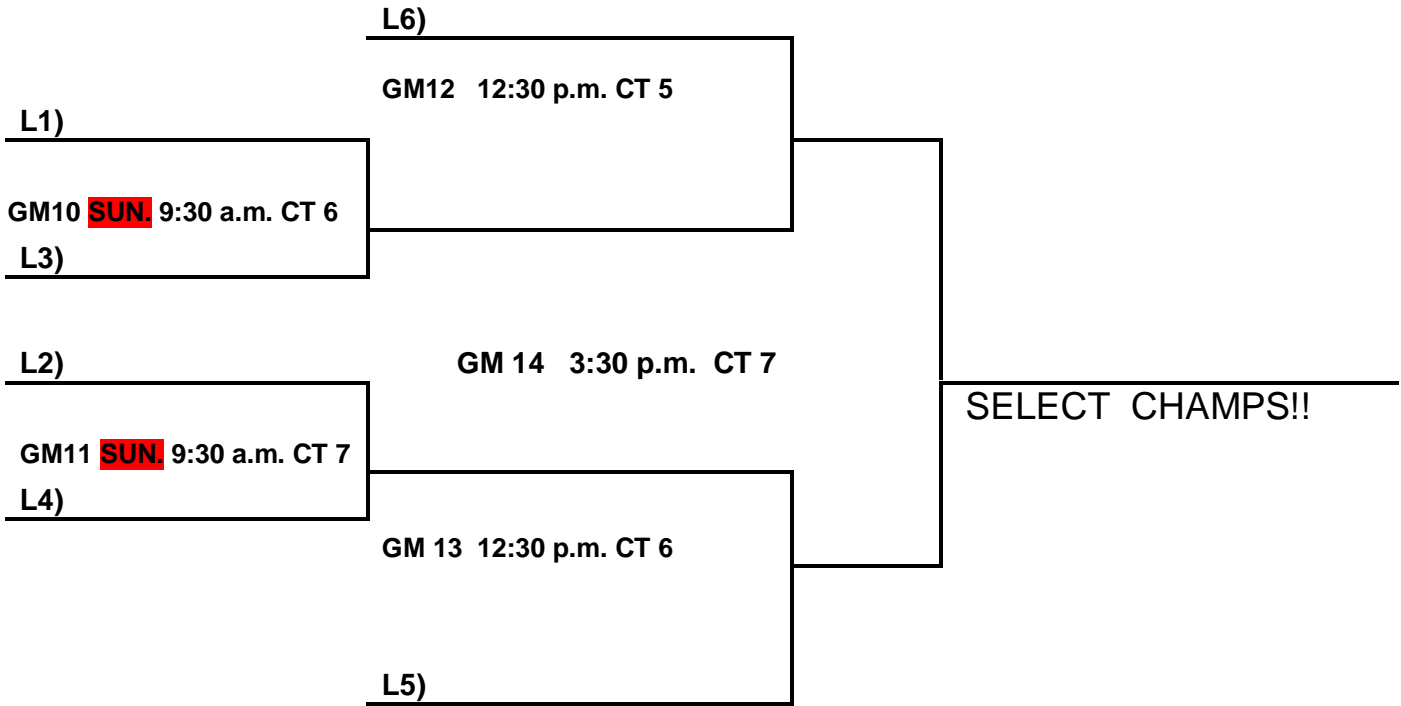 L6)
GM12 12:30 p.m. CT 5
L1)
GM10 SUN. 9:30 a.m. CT 6
L3)
L2)
GM 14 3:30 p.m. CT 7
SELECT CHAMPS!!
GM11 SUN. 9:30 a.m. CT 7
L4)
GM 13 12:30 p.m. CT 6
L5)